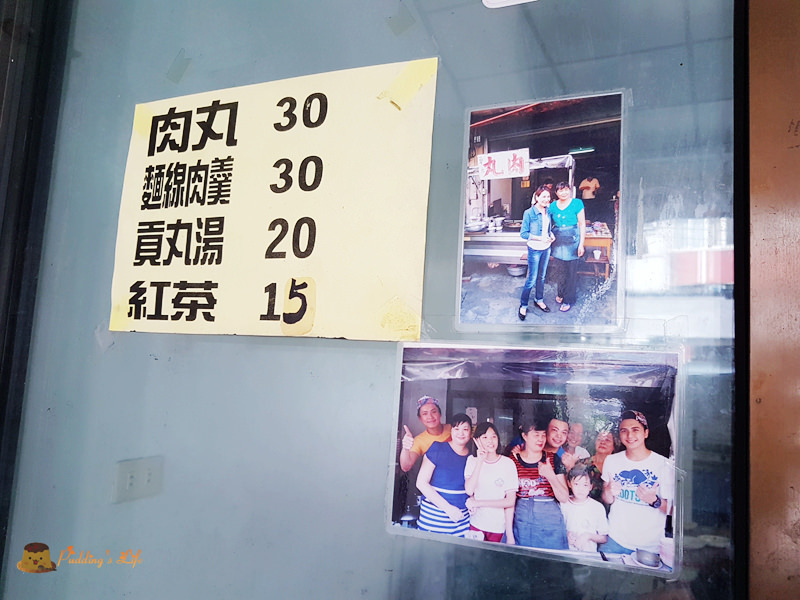 肉丸 30
麵線肉羹 30
貢丸湯 20
紅茶 15
丸肉
Pudding's Life